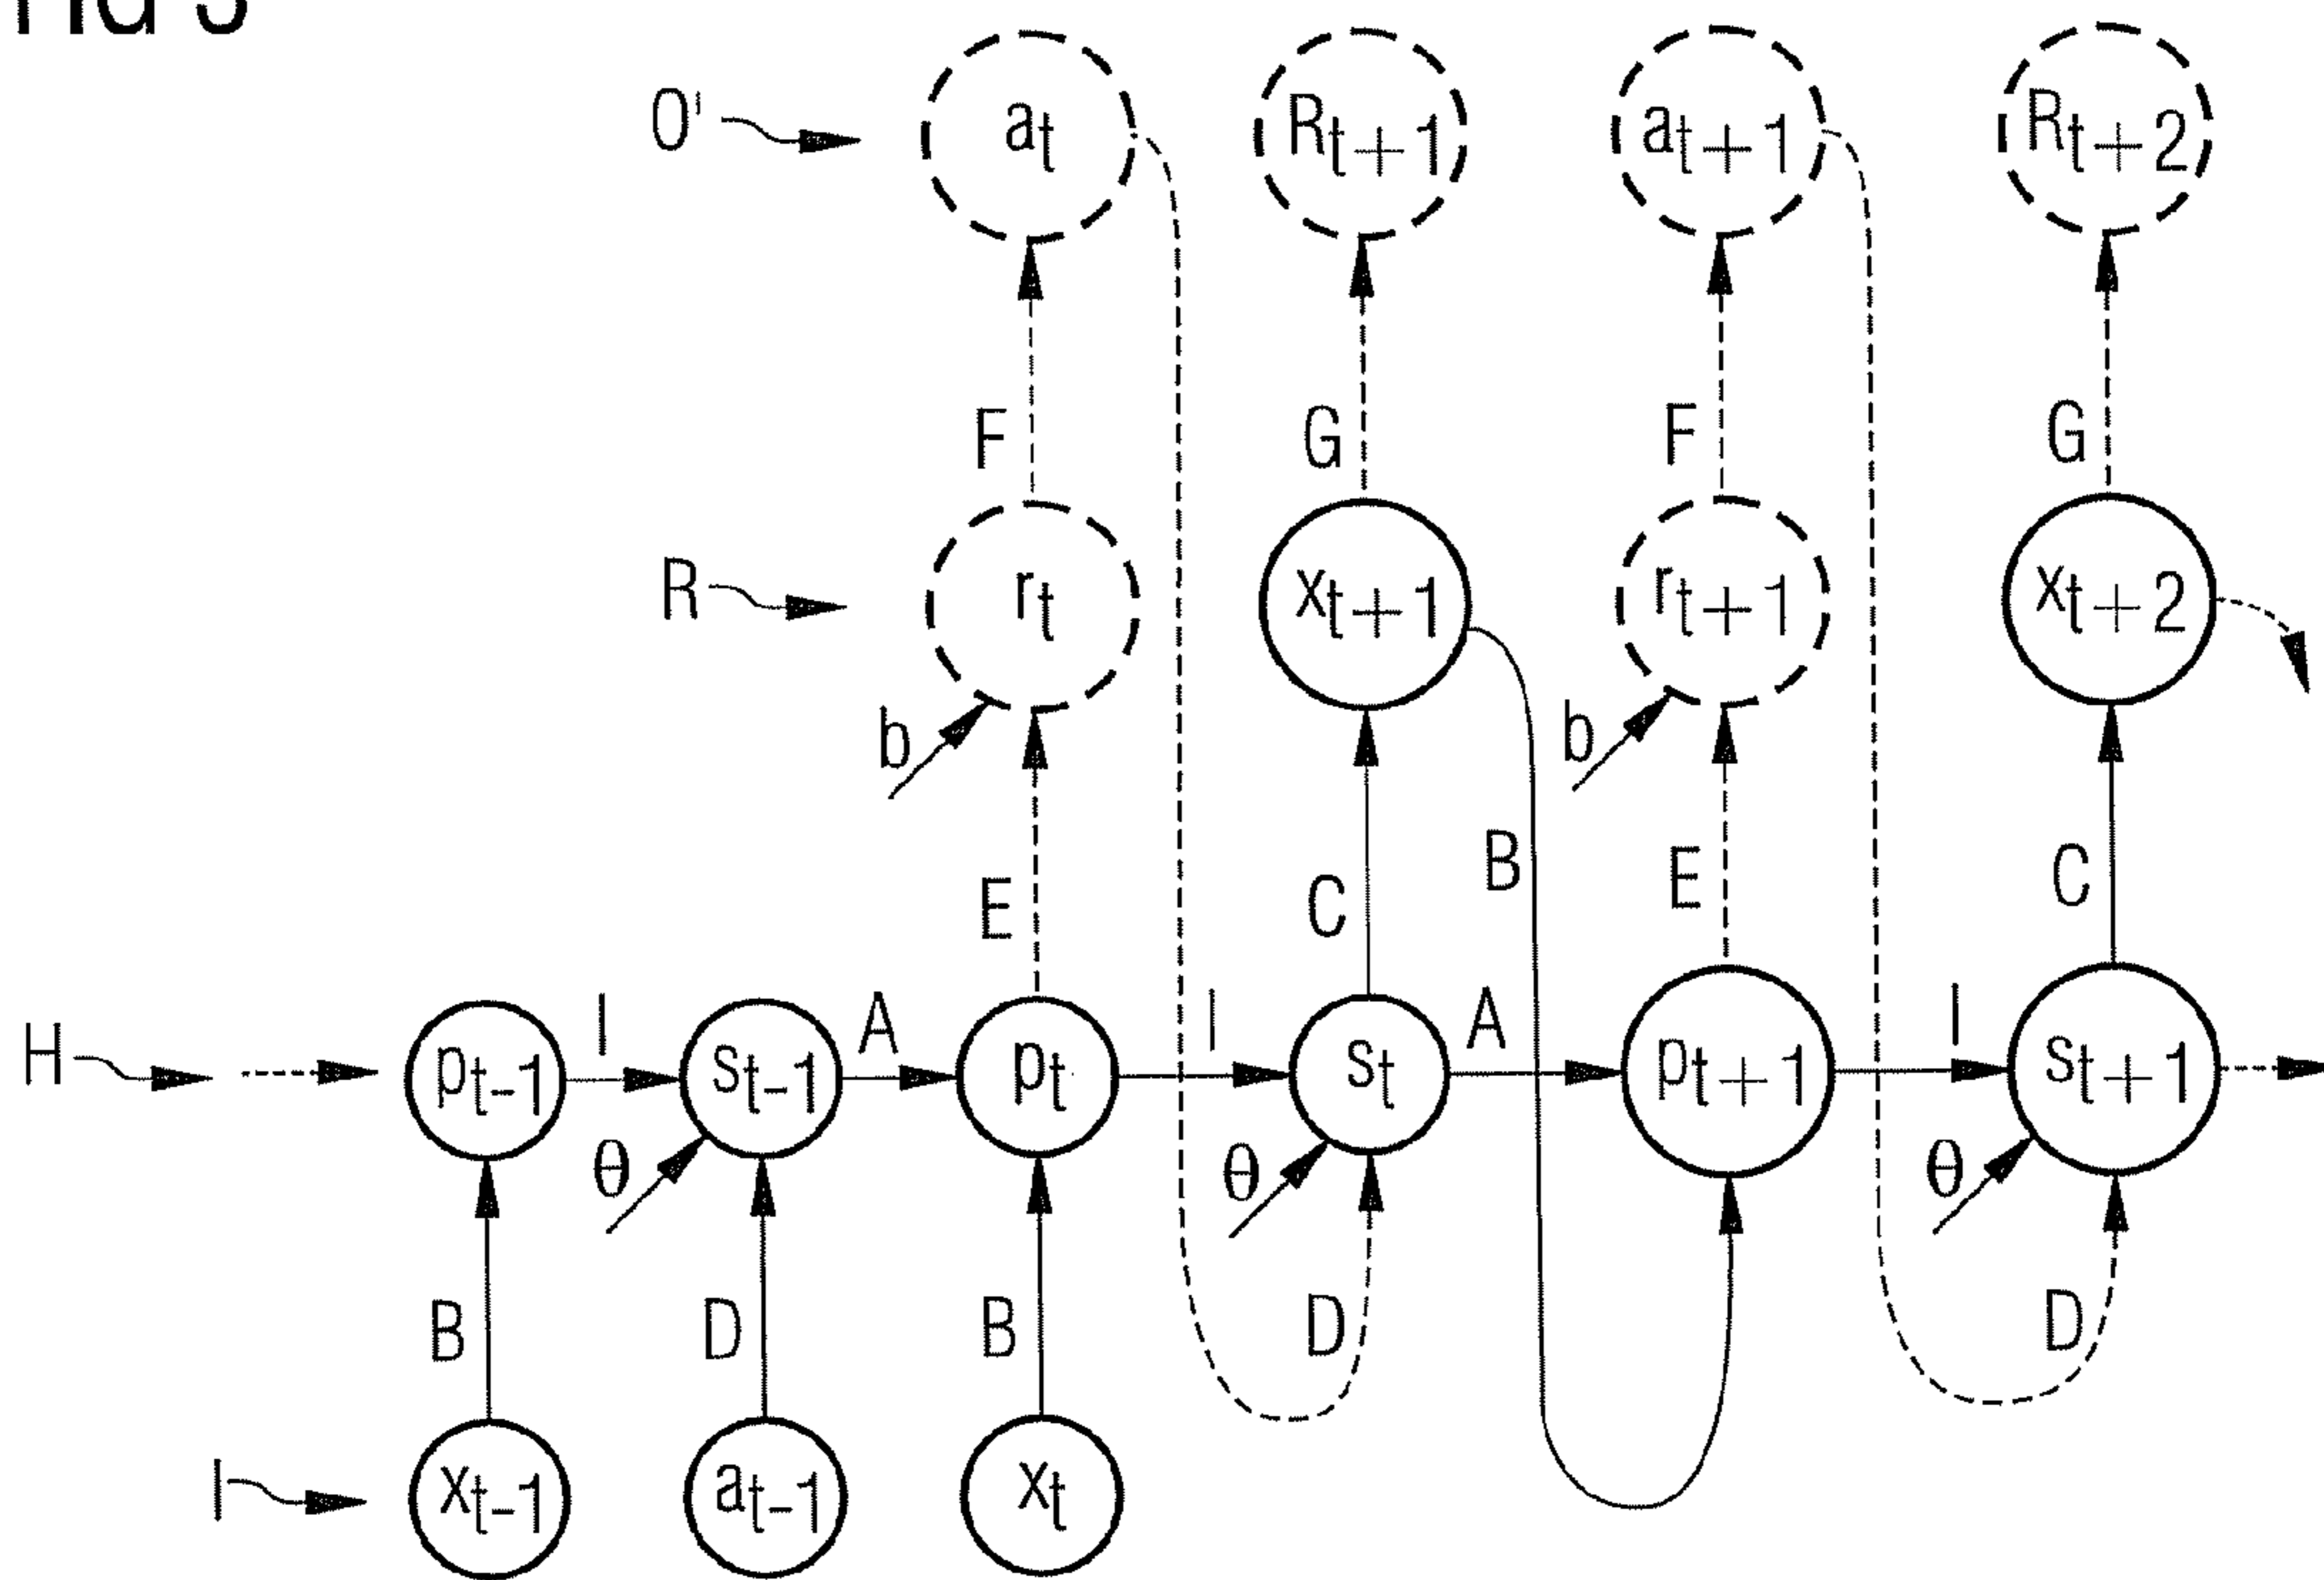 O' a_t R_{t+1} a_{t+1} R_{t+2}
F G F G
R r_t x_{t+1} r_{t+1} x_{t+2}
b b
E C B E C
H p_{t-1} I s_{t-1} A p_t I s_t A p_{t+1} I s_{t+1}
θ θ θ
B D B D D
I x_{t-1} a_{t-1} x_t